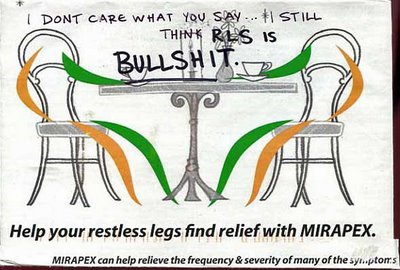 I DONT CARE WHAT YOU SAY... I STILL
THINK RLS IS
BULLSHIT.
Help your restless legs find relief with MIRAPEX.
MIRAPEX can help relieve the frequency & severity of many of the symptoms